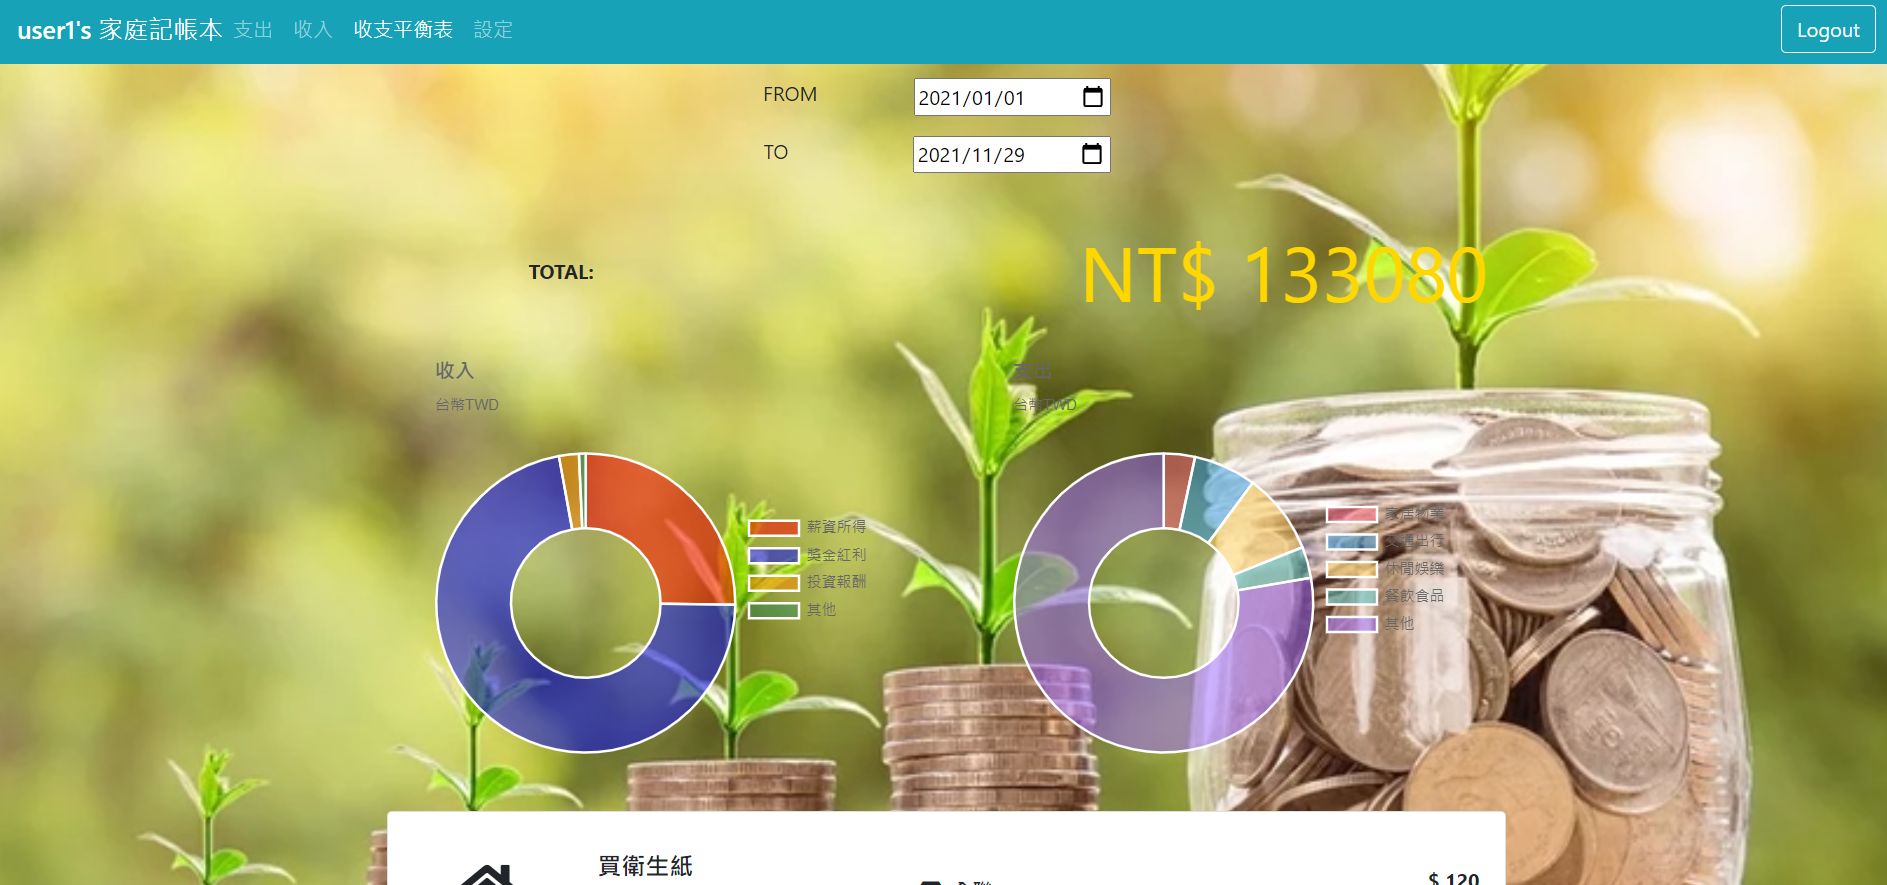 user1's 家庭記帳本 支出 收入 收支平衡表 設定 Logout
FROM 2021/01/01
TO 2021/11/29
TOTAL: NT$ 133080
收入
台幣TWD
薪資所得
獎金紅利
投資報酬
其他
支出
台幣TWD
家居物業
交通出行
休閒娛樂
餐飲食品
其他
買衛生紙
$ 120